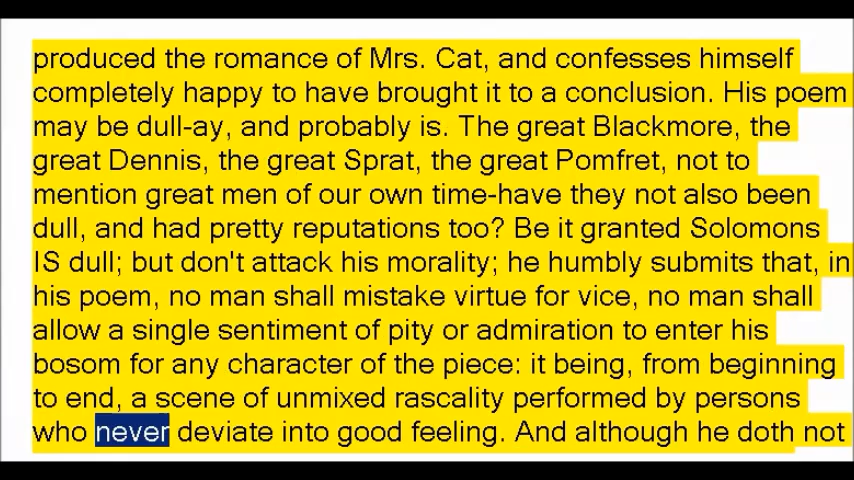 produced the romance of Mrs. Cat, and confesses himself
completely happy to have brought it to a conclusion. His poem
may be dull-ay, and probably is. The great Blackmore, the
great Dennis, the great Sprat, the great Pomfret, not to
mention great men of our own time-have they not also been
dull, and had pretty reputations too? Be it granted Solomons
IS dull; but don't attack his morality; he humbly submits that, in
his poem, no man shall mistake virtue for vice, no man shall
allow a single sentiment of pity or admiration to enter his
bosom for any character of the piece: it being, from beginning
to end, a scene of unmixed rascality performed by persons
who never deviate into good feeling. And although he doth not